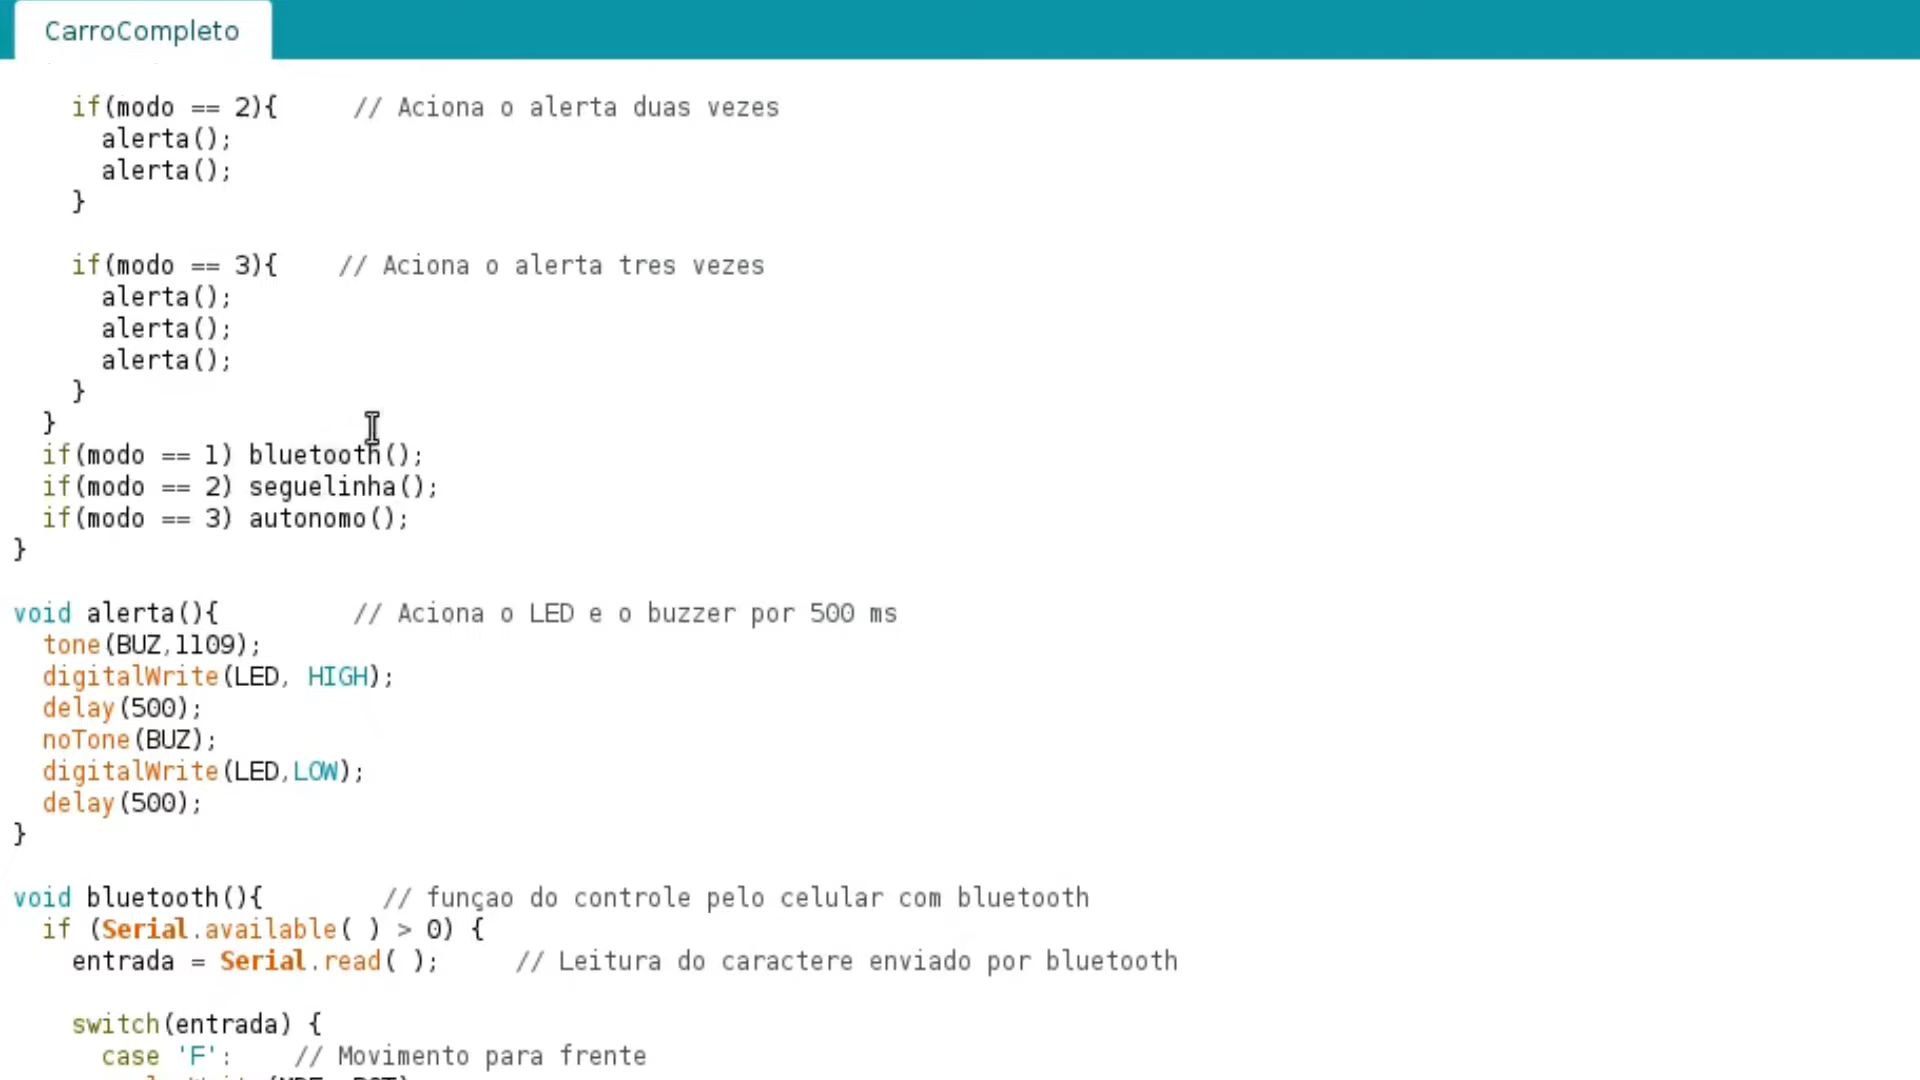 CarroCompleto
if(modo == 2){     // Aciona o alerta duas vezes
alerta();
alerta();
}
if(modo == 3){    // Aciona o alerta tres vezes
alerta();
alerta();
alerta();
}
}
if(modo == 1) bluetooth();
if(modo == 2) seguelinha();
if(modo == 3) autonomo();
}
void alerta(){         // Aciona o LED e o buzzer por 500 ms
tone(BUZ,1109);
digitalWrite(LED, HIGH);
delay(500);
noTone(BUZ);
digitalWrite(LED,LOW);
delay(500);
}
void bluetooth(){        // funçao do controle pelo celular com bluetooth
if (Serial.available( ) > 0) {
entrada = Serial.read( );     // Leitura do caractere enviado por bluetooth
switch(entrada) {
case 'F':    // Movimento para frente